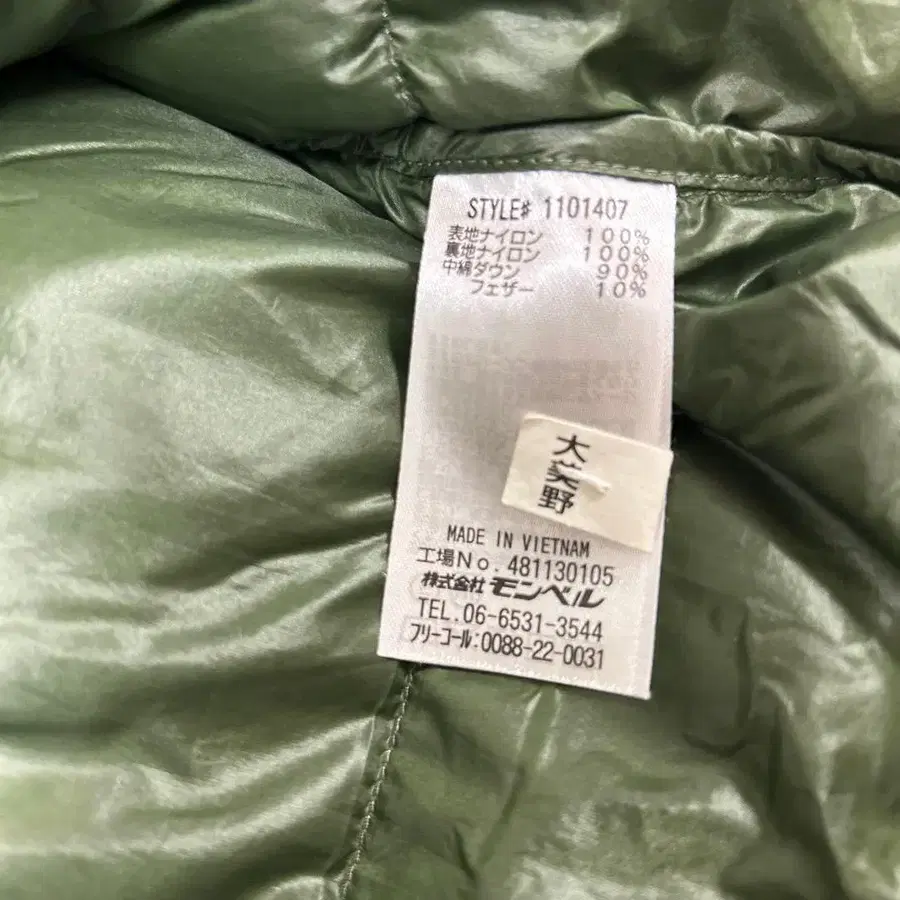 STYLE# 1101407
表地ナイロン 100%
裏地ナイロン 100%
中綿ダウン 90%
フェザー 10%
大
美
野
MADE IN VIETNAM
工場No. 481130105
株式会社 モンベル
TEL.06-6531-3544
フリーコール:0088-22-0031